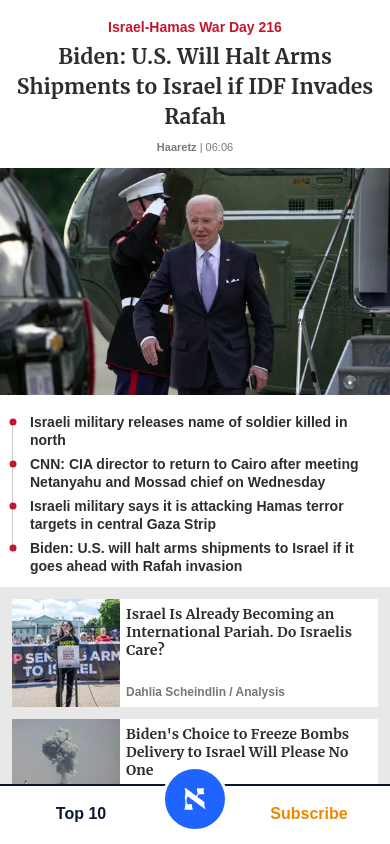 Israel-Hamas War Day 216
Biden: U.S. Will Halt Arms
Shipments to Israel if IDF Invades
Rafah
Haaretz | 06:06
Israeli military releases name of soldier killed in
north
CNN: CIA director to return to Cairo after meeting
Netanyahu and Mossad chief on Wednesday
Israeli military says it is attacking Hamas terror
targets in central Gaza Strip
Biden: U.S. will halt arms shipments to Israel if it
goes ahead with Rafah invasion
TO ISRAEL
Israel Is Already Becoming an
International Pariah. Do Israelis
Care?
Dahlia Scheindlin / Analysis
Biden's Choice to Freeze Bombs
Delivery to Israel Will Please No
One
Top 10
Subscribe